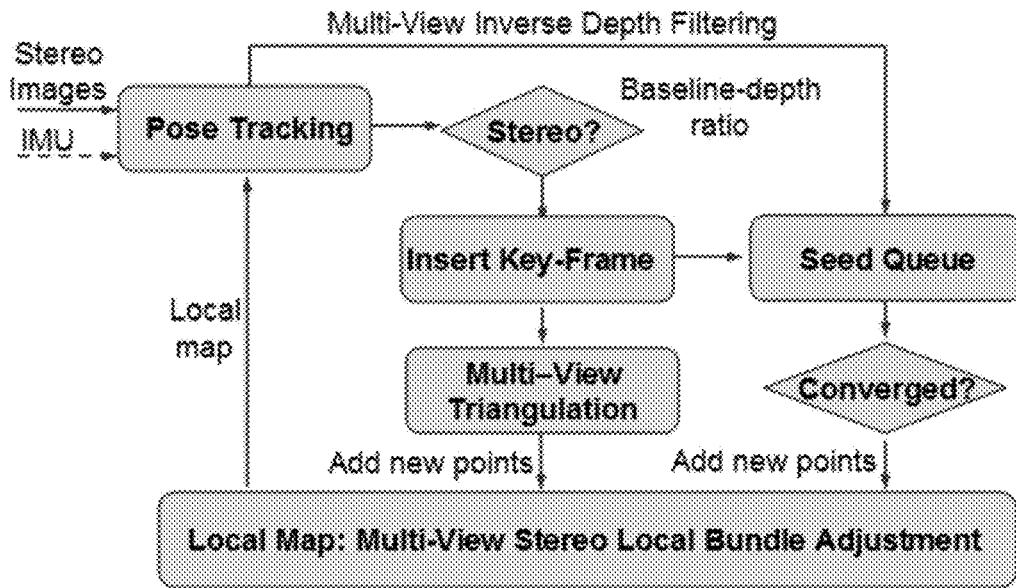 Multi-View Inverse Depth Filtering
Stereo
Images
IMU
Pose Tracking
Stereo?
Baseline-depth
ratio
Insert Key-Frame
Seed Queue
Local
map
Multi–View
Triangulation
Converged?
Add new points
Add new points
Local Map: Multi-View Stereo Local Bundle Adjustment